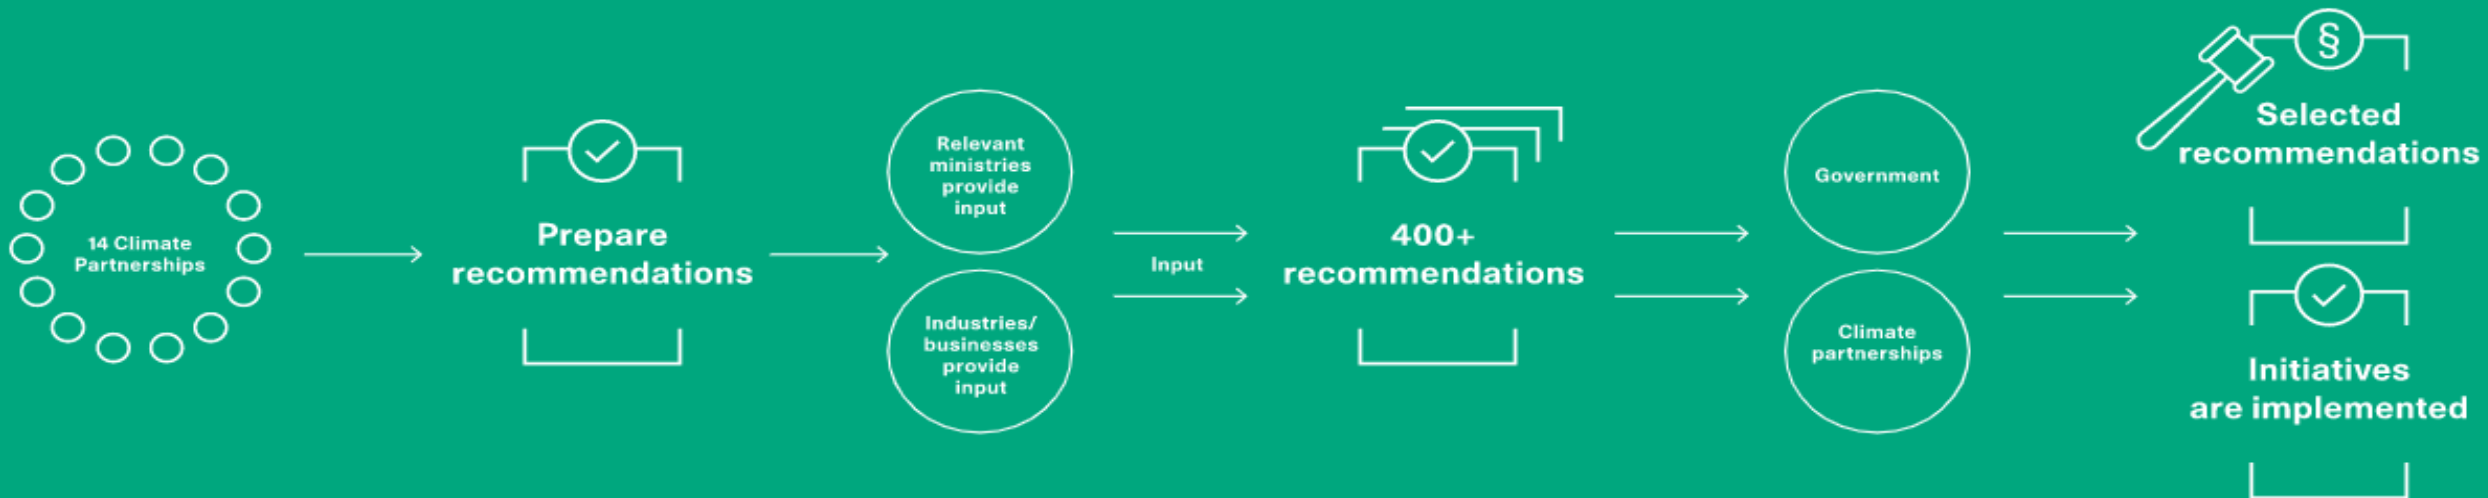 14 Climate
Partnerships
Prepare
recommendations
Relevant
ministries
provide
input
Industries/
businesses
provide
input
Input
400+
recommendations
Government
Climate
partnerships
§
Selected
recommendations
Initiatives
are implemented